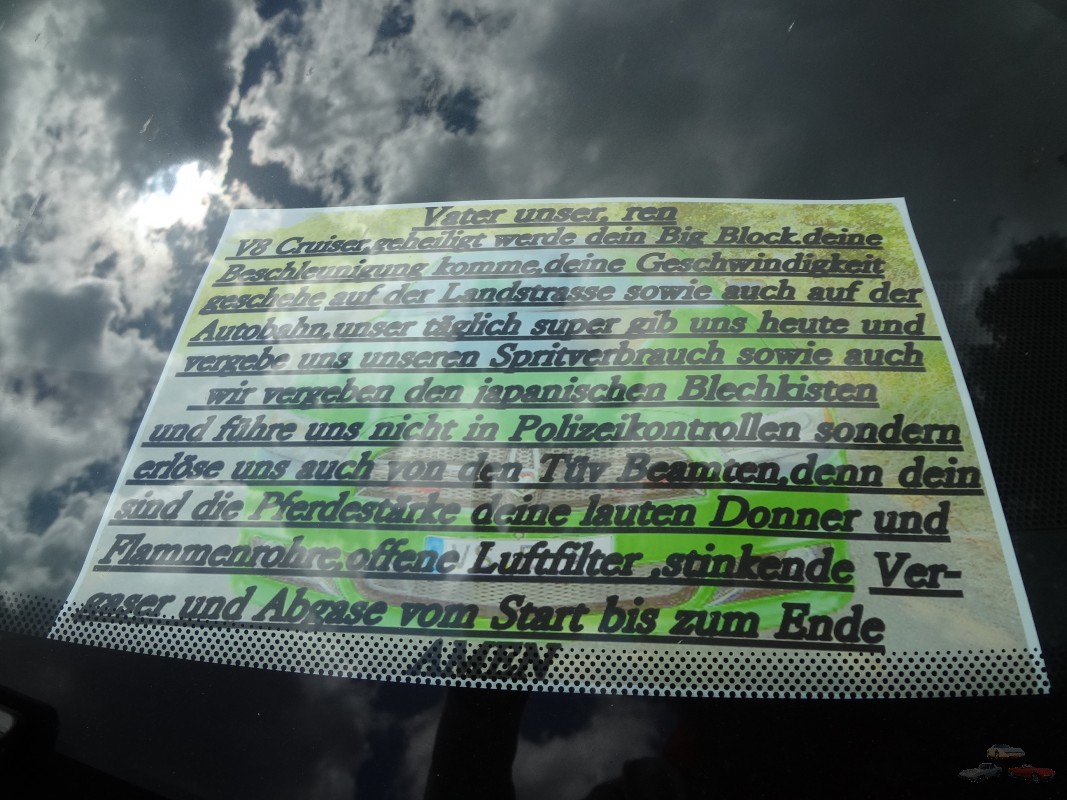 Vater unser, ren
V8 Cruiser,geheiligt werde dein Big Block.deine
Beschleunigung komme,deine Geschwindigkeit
geschehe auf der Landstrasse sowie auch auf der
Autobahn,unser täglich super gib uns heute und
vergebe uns unseren Spritverbrauch sowie auch
wir vergeben den japanischen Blechkisten
und führe uns nicht in Polizeikontrollen sondern
erlöse uns auch von den Tüv Beamten,denn dein
sind die Pferdestärke deine lauten Donner und
Flammenrohre,offene Luftfilter ,stinkende Ver-
gaser und Abgase vom Start bis zum Ende
AMEN